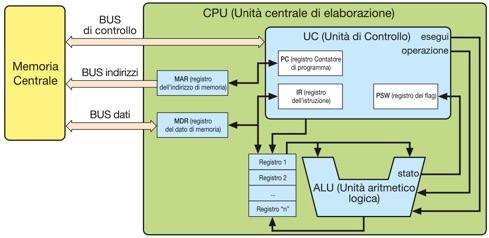 CPU (Unità centrale di elaborazione)
BUS
di controllo
UC (Unità di Controllo)
esegui
operazione
Memoria
Centrale
BUS indirizzi
MAR (registro
dell'indirizzo di memoria)
PC (registro Contatore
di programma)
IR (registro
dell'istruzione)
PSW (registro dei flag)
BUS dati
MDR (registro
del dato di memoria)
Registro 1
Registro 2
...
Registro "n"
stato
ALU (Unità aritmetico
logica)